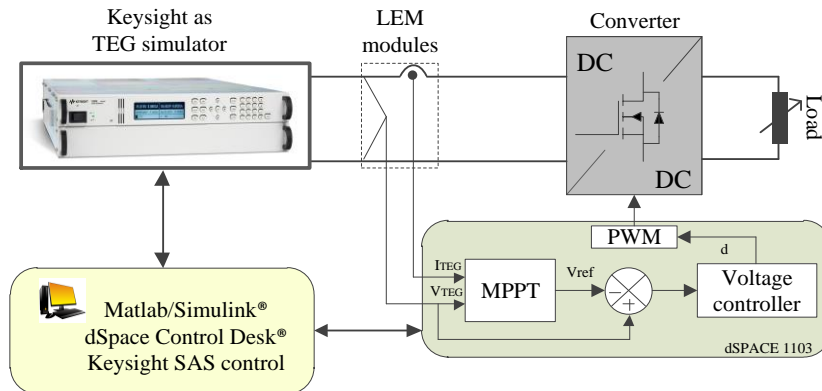 Keysight as
TEG simulator
LEM
modules
Converter
DC
DC
Load
PWM
d
ITEG
VTEG
MPPT
Vref
Voltage
controller
dSPACE 1103
Matlab/Simulink®
dSpace Control Desk®
Keysight SAS control